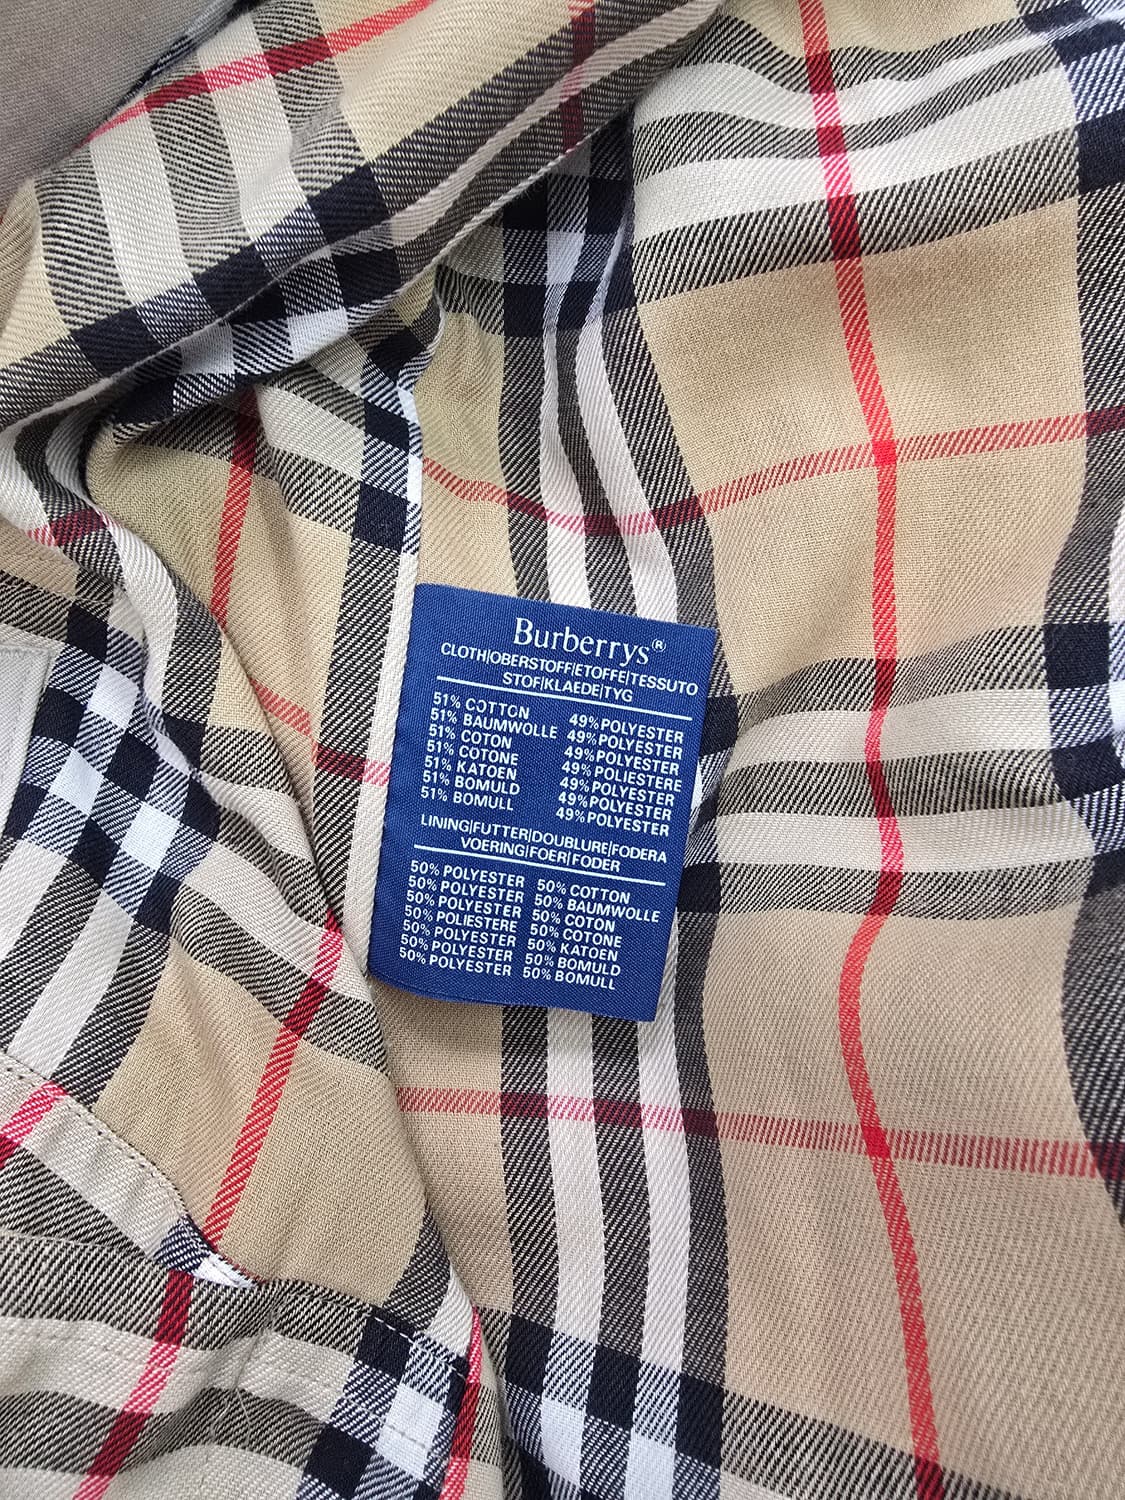 Burberrys®
CLOTH|OBERSTOFF|ETOFFE|TESSUTO
STOF|KLAEDE|TYG
51% COTTON 49% POLYESTER
51% BAUMWOLLE 49% POLYESTER
51% COTON 49% POLYESTER
51% COTONE 49% POLIESTERE
51% KATOEN 49% POLYESTER
51% BOMULD 49% POLYESTER
51% BOMULL 49% POLYESTER
LINING|FUTTER|DOUBLURE|FODERA
VOERING|FOER|FODER
50% POLYESTER 50% COTTON
50% POLYESTER 50% BAUMWOLLE
50% POLYESTER 50% COTON
50% POLIESTERE 50% COTONE
50% POLYESTER 50% KATOEN
50% POLYESTER 50% BOMULD
50% POLYESTER 50% BOMULL